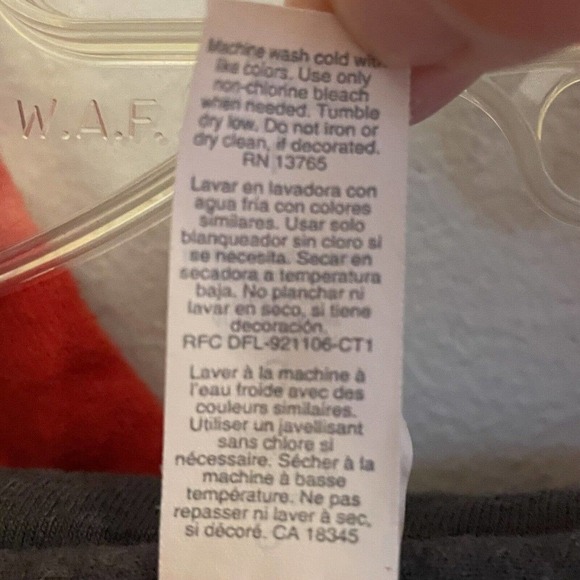 W.A.F.
Machine wash cold with
like colors. Use only
non-chlorine bleach
when needed. Tumble
dry low. Do not iron or
dry clean, if decorated.
RN 13765
Lavar en lavadora con
agua fría con colores
similares. Usar solo
blanqueador sin cloro si
se necesita. Secar en
secadora a temperatura
baja. No planchar ni
lavar en seco, si tiene
decoración.
RFC DFL-921106-CT1
Laver à la machine à
l'eau froide avec des
couleurs similaires.
Utiliser un javellisant
sans chlore si
nécessaire. Sécher à la
machine à basse
température. Ne pas
repasser ni laver à sec,
si décoré. CA 18345